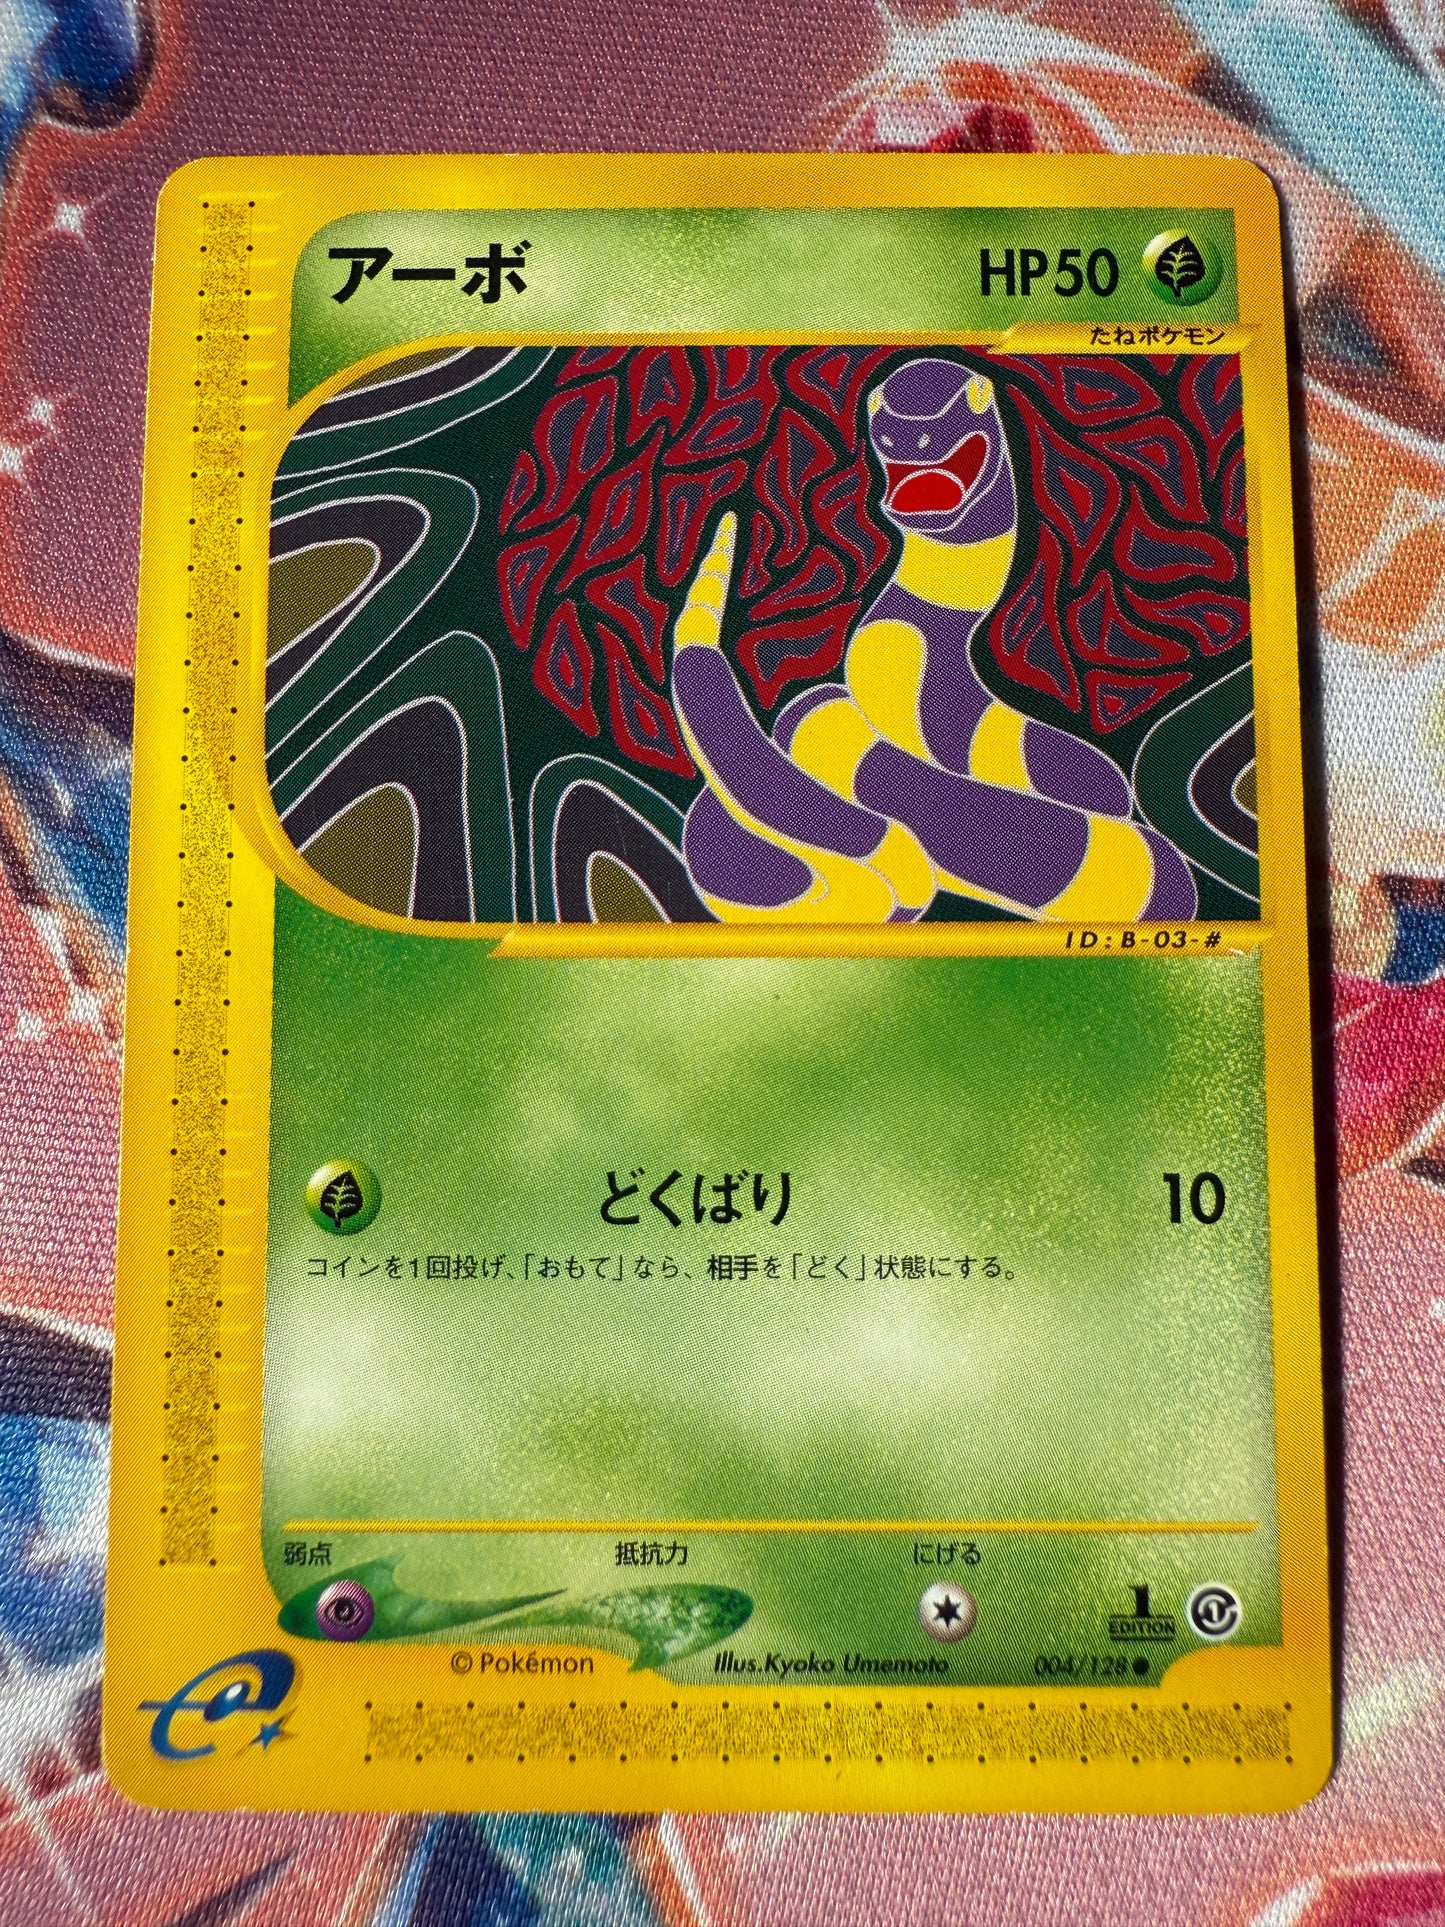 アーボ HP50
たねポケモン
ID:B-03-#
どくばり 10
コインを1回投げ、「おもて」なら、相手を「どく」状態にする。
弱点 抵抗力 にげる
1 EDITION 1
© Pokémon Illus.Kyoko Umemoto 004/128●
e